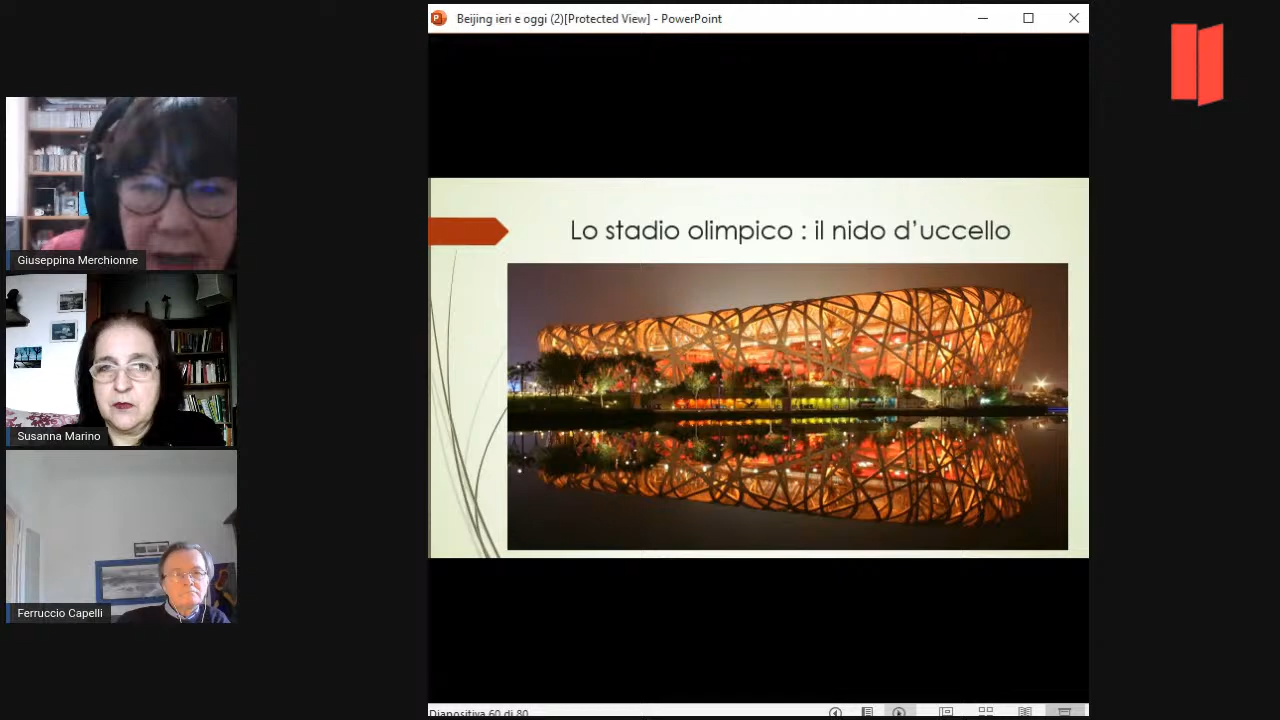 Beijing ieri e oggi (2)[Protected View] - PowerPoint
Giuseppina Merchionne
Susanna Marino
Ferruccio Capelli
Lo stadio olimpico : il nido d'uccello
Diapositiva 60 di 80